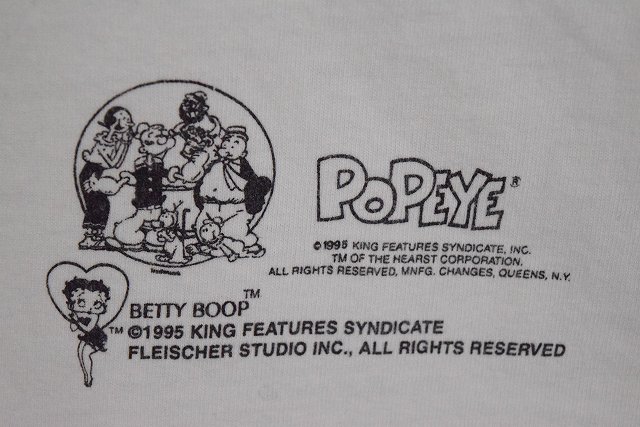 POPEYE®
©1995 KING FEATURES SYNDICATE, INC.
TM OF THE HEARST CORPORATION.
ALL RIGHTS RESERVED, MNFG. CHANGES, QUEENS, N.Y.
BETTY BOOP™
™ ©1995 KING FEATURES SYNDICATE
FLEISCHER STUDIO INC., ALL RIGHTS RESERVED